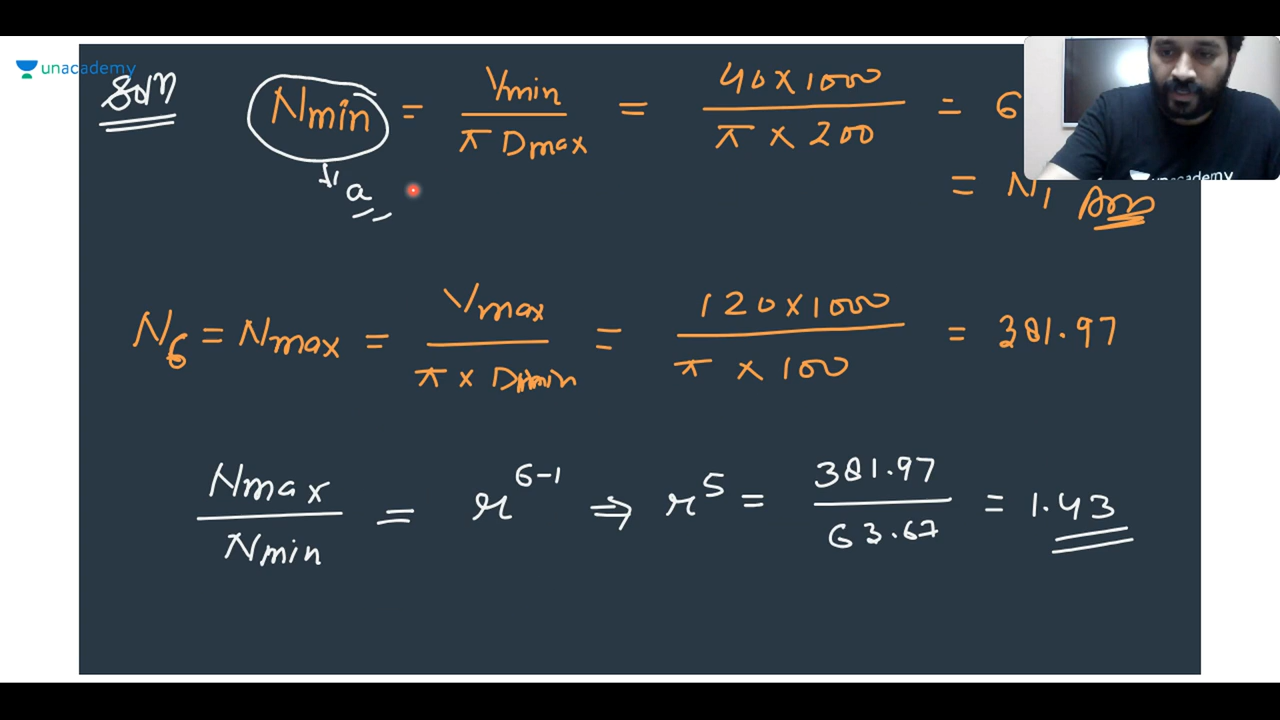 unacademy
Soln
Nmin = Vmin / π Dmax = 40 x 1000 / π x 200 = 6
a
= N1 Ans
unacademy
N6 = Nmax = Vmax / π x Dmin = 120 x 1000 / π x 100 = 381.97
Nmax / Nmin = r^6-1 ⇒ r^5 = 381.97 / 63.67 = 1.43